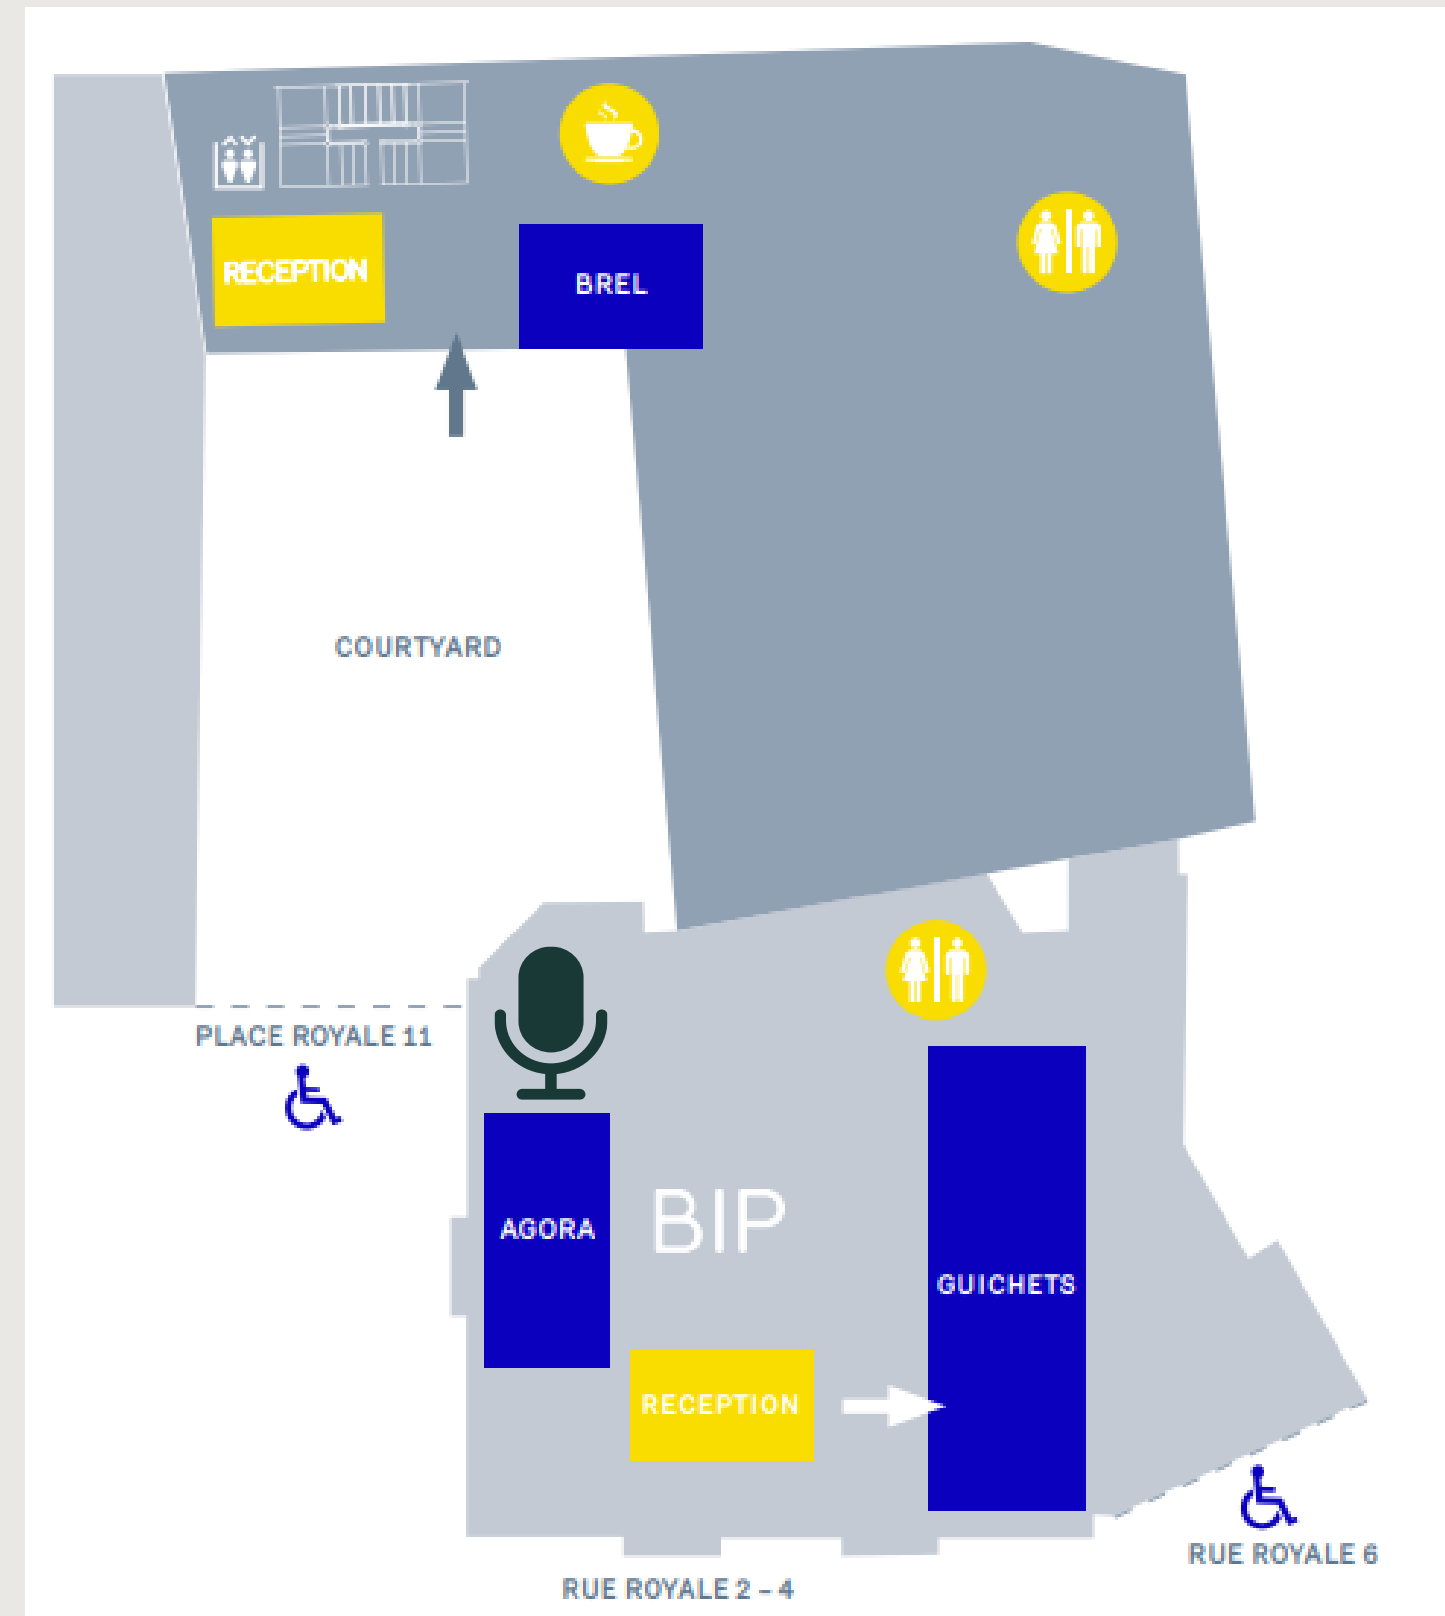 RECEPTION
BREL
COURTYARD
PLACE ROYALE 11
AGORA
BIP
GUICHETS
RECEPTION
RUE ROYALE 6
RUE ROYALE 2 – 4